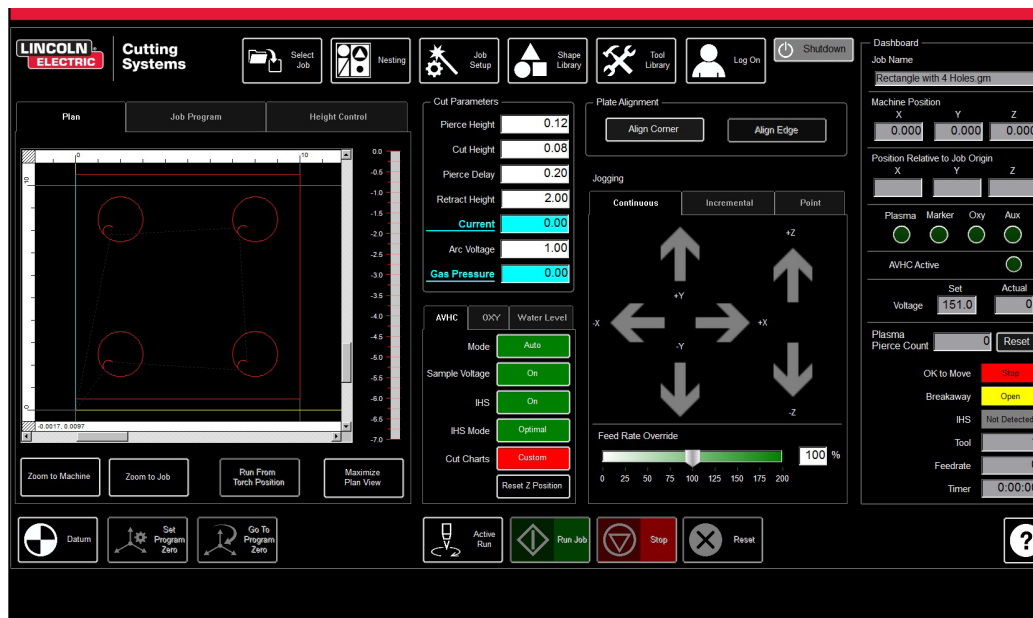 LINCOLN
ELECTRIC
Cutting
Systems
Select
Job
Nesting
Job
Setup
Shape
Library
Tool
Library
Log On
Shutdown
Plan
Job Program
Height Control
0
10
10
0
-0.0017, 0.0097
0.0
-0.5
-1.0
-1.5
-2.0
-2.5
-3.0
-3.5
-4.0
-4.5
-5.0
-5.5
-6.0
-6.5
-7.0
Zoom to Machine
Zoom to Job
Run From
Torch Position
Maximize
Plan View
Cut Parameters
Pierce Height 0.12
Cut Height 0.08
Pierce Delay 0.20
Retract Height 2.00
Current 0.00
Arc Voltage 1.00
Gas Pressure 0.00
AVHC
OXY
Water Level
Mode Auto
Sample Voltage On
IHS On
IHS Mode Optimal
Cut Charts Custom
Reset Z Position
Plate Alignment
Align Corner
Align Edge
Jogging
Continuous
Incremental
Point
+Z
+Y
-X
+X
-Y
-Z
Feed Rate Override
100 %
0 25 50 75 100 125 150 175 200
Dashboard
Job Name
Rectangle with 4 Holes.gm
Machine Position
X Y Z
0.000 0.000 0.000
Position Relative to Job Origin
X Y Z
Plasma Marker Oxy Aux
AVHC Active
Set Actual
Voltage 151.0 0
Plasma
Pierce Count 0 Reset
OK to Move Stop
Breakaway Open
IHS Not Detected
Tool
Feedrate
Timer 0:00:00
Datum
Set
Program
Zero
Go To
Program
Zero
Active
Run
Run Job
Stop
Reset
?